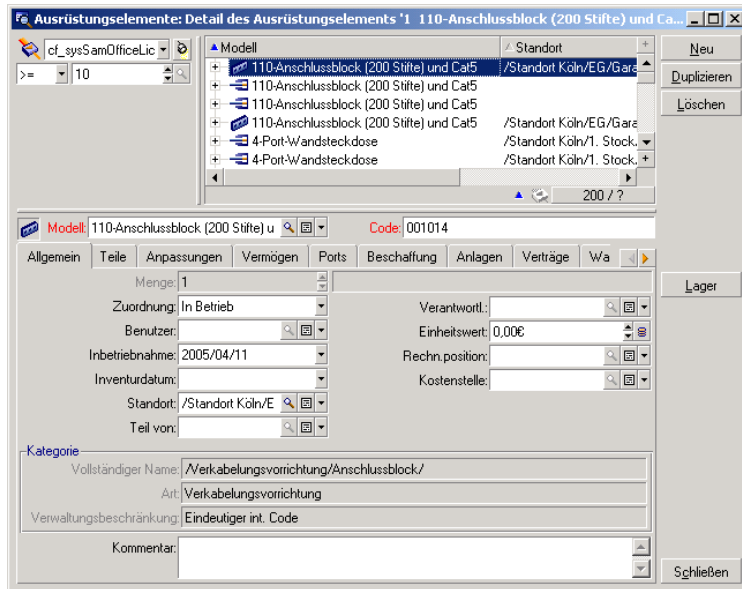 Ausrüstungselemente: Detail des Ausrüstungselements '1 110-Anschlussblock (200 Stifte) und Ca...
cf_sysSamOfficeLic
>= 10
Modell Standort
110-Anschlussblock (200 Stifte) und Cat5 /Standort Köln/EG/Gara
110-Anschlussblock (200 Stifte) und Cat5
110-Anschlussblock (200 Stifte) und Cat5
110-Anschlussblock (200 Stifte) und Cat5 /Standort Köln/EG/Gara
4-Port-Wandsteckdose /Standort Köln/1. Stock.
4-Port-Wandsteckdose /Standort Köln/1. Stock.
200 / ?
Neu
Duplizieren
Löschen
Modell: 110-Anschlussblock (200 Stifte) u Code: 001014
Allgemein Teile Anpassungen Vermögen Ports Beschaffung Anlagen Verträge Wa
Lager
Menge: 1
Zuordnung: In Betrieb Verantwortl.:
Benutzer: Einheitswert: 0,00€
Inbetriebnahme: 2005/04/11 Rechn.position:
Inventurdatum: Kostenstelle:
Standort: /Standort Köln/E
Teil von:
Kategorie
Vollständiger Name: /Verkabelungsvorrichtung/Anschlussblock/
Art: Verkabelungsvorrichtung
Verwaltungsbeschränkung: Eindeutiger int. Code
Kommentar:
Schließen